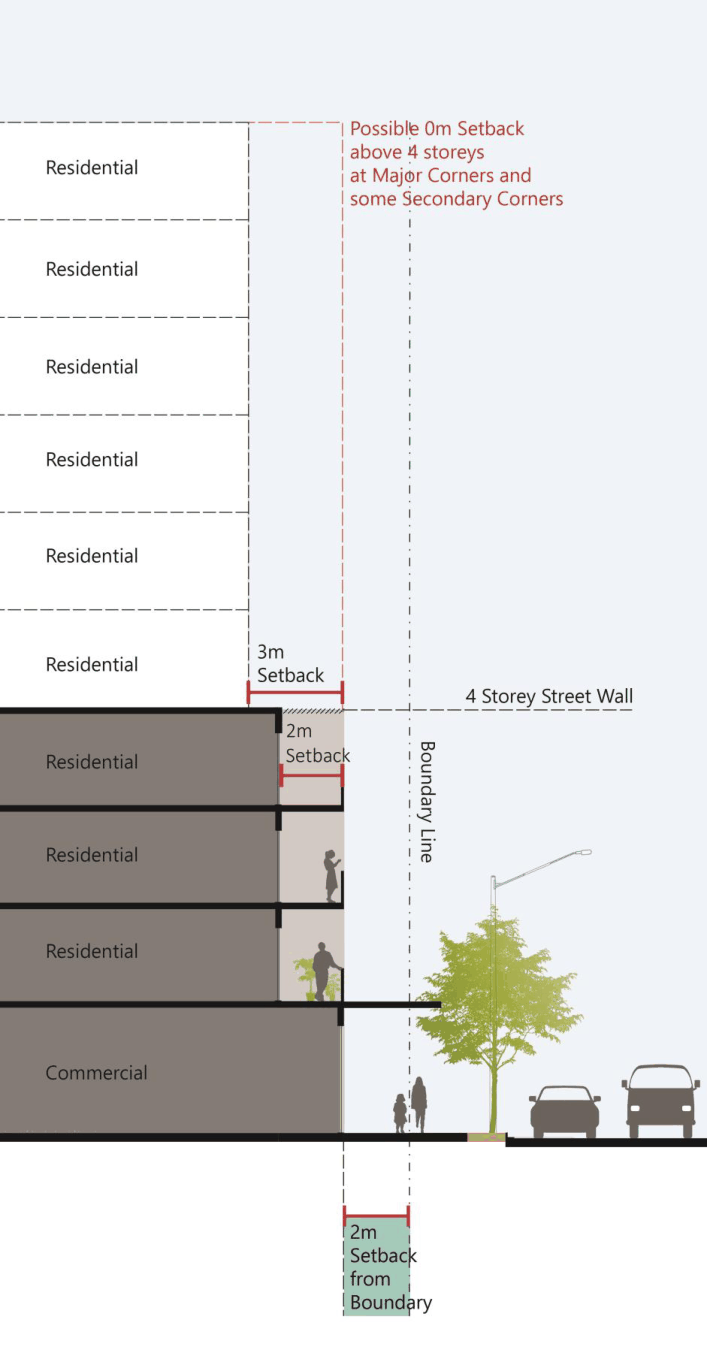 Possible 0m Setback
above 4 storeys
at Major Corners and
some Secondary Corners
Residential
Residential
Residential
Residential
Residential
Residential
3m
Setback
4 Storey Street Wall
2m
Setback
Residential
Boundary Line
Residential
Residential
Commercial
2m
Setback
from
Boundary